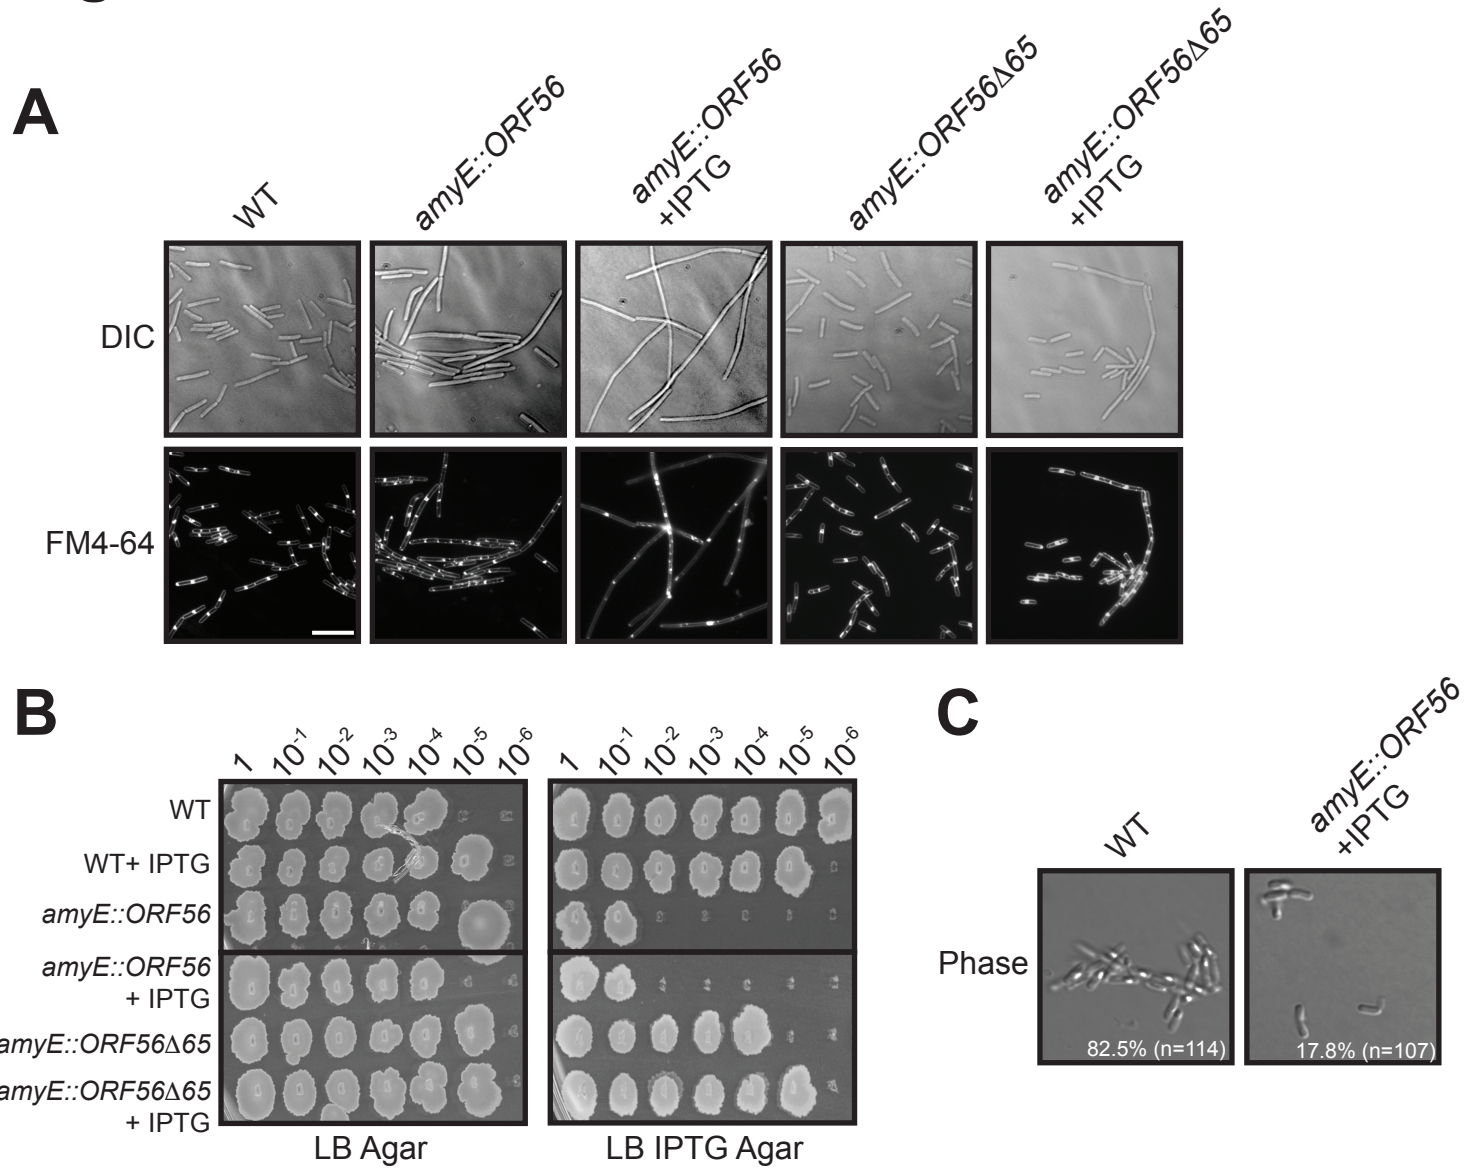 A
WT
amyE::ORF56
amyE::ORF56
+IPTG
amyE::ORF56Δ65
amyE::ORF56Δ65
+IPTG
DIC
FM4-64
B
1 10-1 10-2 10-3 10-4 10-5 10-6
1 10-1 10-2 10-3 10-4 10-5 10-6
WT
WT+ IPTG
amyE::ORF56
amyE::ORF56
+ IPTG
amyE::ORF56Δ65
amyE::ORF56Δ65
+ IPTG
LB Agar
LB IPTG Agar
C
WT
amyE::ORF56
+IPTG
Phase
82.5% (n=114)
17.8% (n=107)